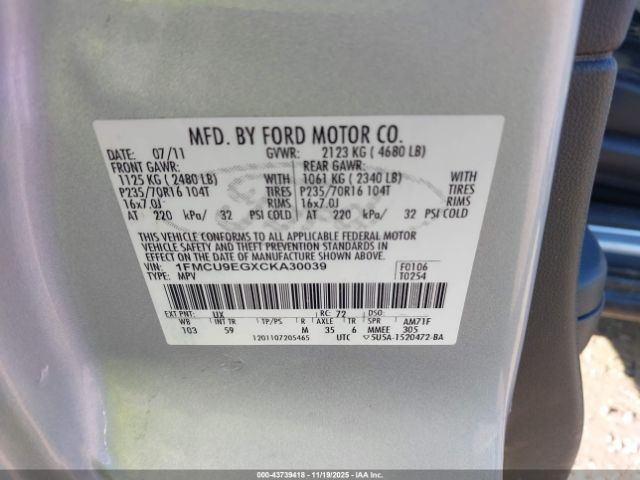 MFD. BY FORD MOTOR CO.
DATE: 07/11 GVWR: 2123 KG ( 4680 LB)
FRONT GAWR: REAR GAWR:
1125 KG ( 2480 LB) WITH 1061 KG ( 2340 LB) WITH
P235/70R16 104T TIRES P235/70R16 104T TIRES
16x7.0J RIMS 16x7.0J RIMS
AT 220 kPa/ 32 PSI COLD AT 220 kPa/ 32 PSI COLD
THIS VEHICLE CONFORMS TO ALL APPLICABLE FEDERAL MOTOR
VEHICLE SAFETY AND THEFT PREVENTION STANDARDS IN
EFFECT ON THE DATE OF MANUFACTURE SHOWN ABOVE.
VIN: 1FMCU9EGXCKA30039 F0106
TYPE: MPV T0254
EXT PNT: UX RC: 72 DSO:
WB INT TR TP/PS R AXLE TR SPR AM71F
103 59 M 35 6 MMEE 305
1201107205465 UTC 5U5A-1520472-BA
000-43739418 - 11/19/2025 - IAAI.CA